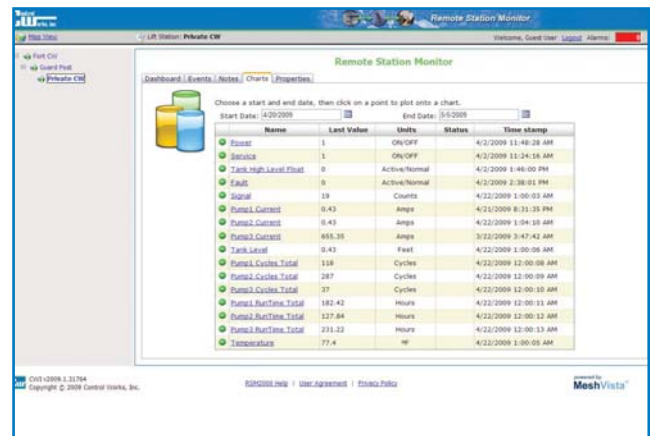 Control Works, Inc.
Remote Station Monitor
Map View
Lift Station: Private CW
Welcome, Guest User Logout Alarms:
Fort CW
Guard Post
Private CW
Remote Station Monitor
Dashboard Events Notes Charts Properties
Choose a start and end date, then click on a point to plot onto a chart.
Start Date: 4/20/2009 End Date: 5/5/2009
Name Last Value Units Status Time stamp
Power 1 ON/OFF 4/2/2009 11:48:28 AM
Service 1 ON/OFF 4/2/2009 11:24:16 AM
Tank High Level Float 0 Active/Normal 4/2/2009 1:46:00 PM
Fault 0 Active/Normal 4/2/2009 2:38:01 PM
Signal 19 Counts 4/22/2009 1:00:03 AM
Pump1 Current 0.43 Amps 4/21/2009 8:31:35 PM
Pump2 Current 0.43 Amps 4/22/2009 1:04:10 AM
Pump3 Current 655.35 Amps 3/22/2009 3:47:42 AM
Tank Level 0.43 Feet 4/22/2009 1:00:06 AM
Pump1 Cycles Total 118 Cycles 4/22/2009 12:00:08 AM
Pump2 Cycles Total 287 Cycles 4/22/2009 12:00:09 AM
Pump3 Cycles Total 37 Cycles 4/22/2009 12:00:10 AM
Pump1 RunTime Total 182.42 Hours 4/22/2009 12:00:11 AM
Pump2 RunTime Total 127.84 Hours 4/22/2009 12:00:12 AM
Pump3 RunTime Total 231.22 Hours 4/22/2009 12:00:13 AM
Temperature 77.4 ºF 4/22/2009 1:00:05 AM
CWI v2009.1.31704
Copyright © 2009 Control Works, Inc.
RSM2000 Help | User Agreement | Privacy Policy
powered by
MeshVista